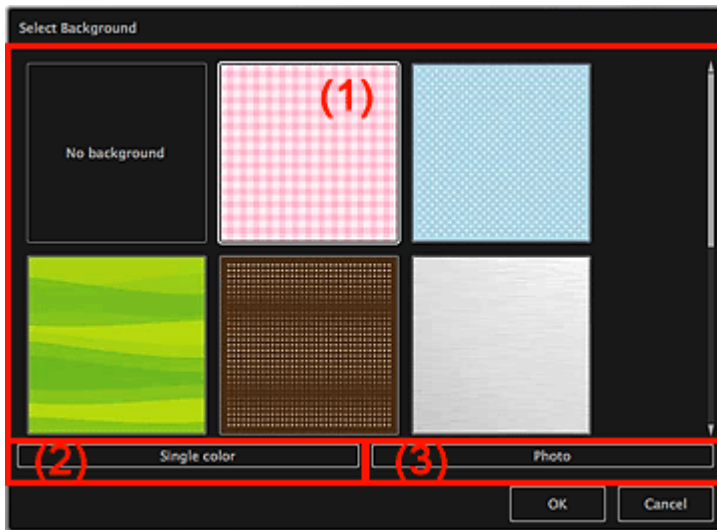 Select Background
(1)
No background
(2)
Single color
(3)
Photo
OK
Cancel